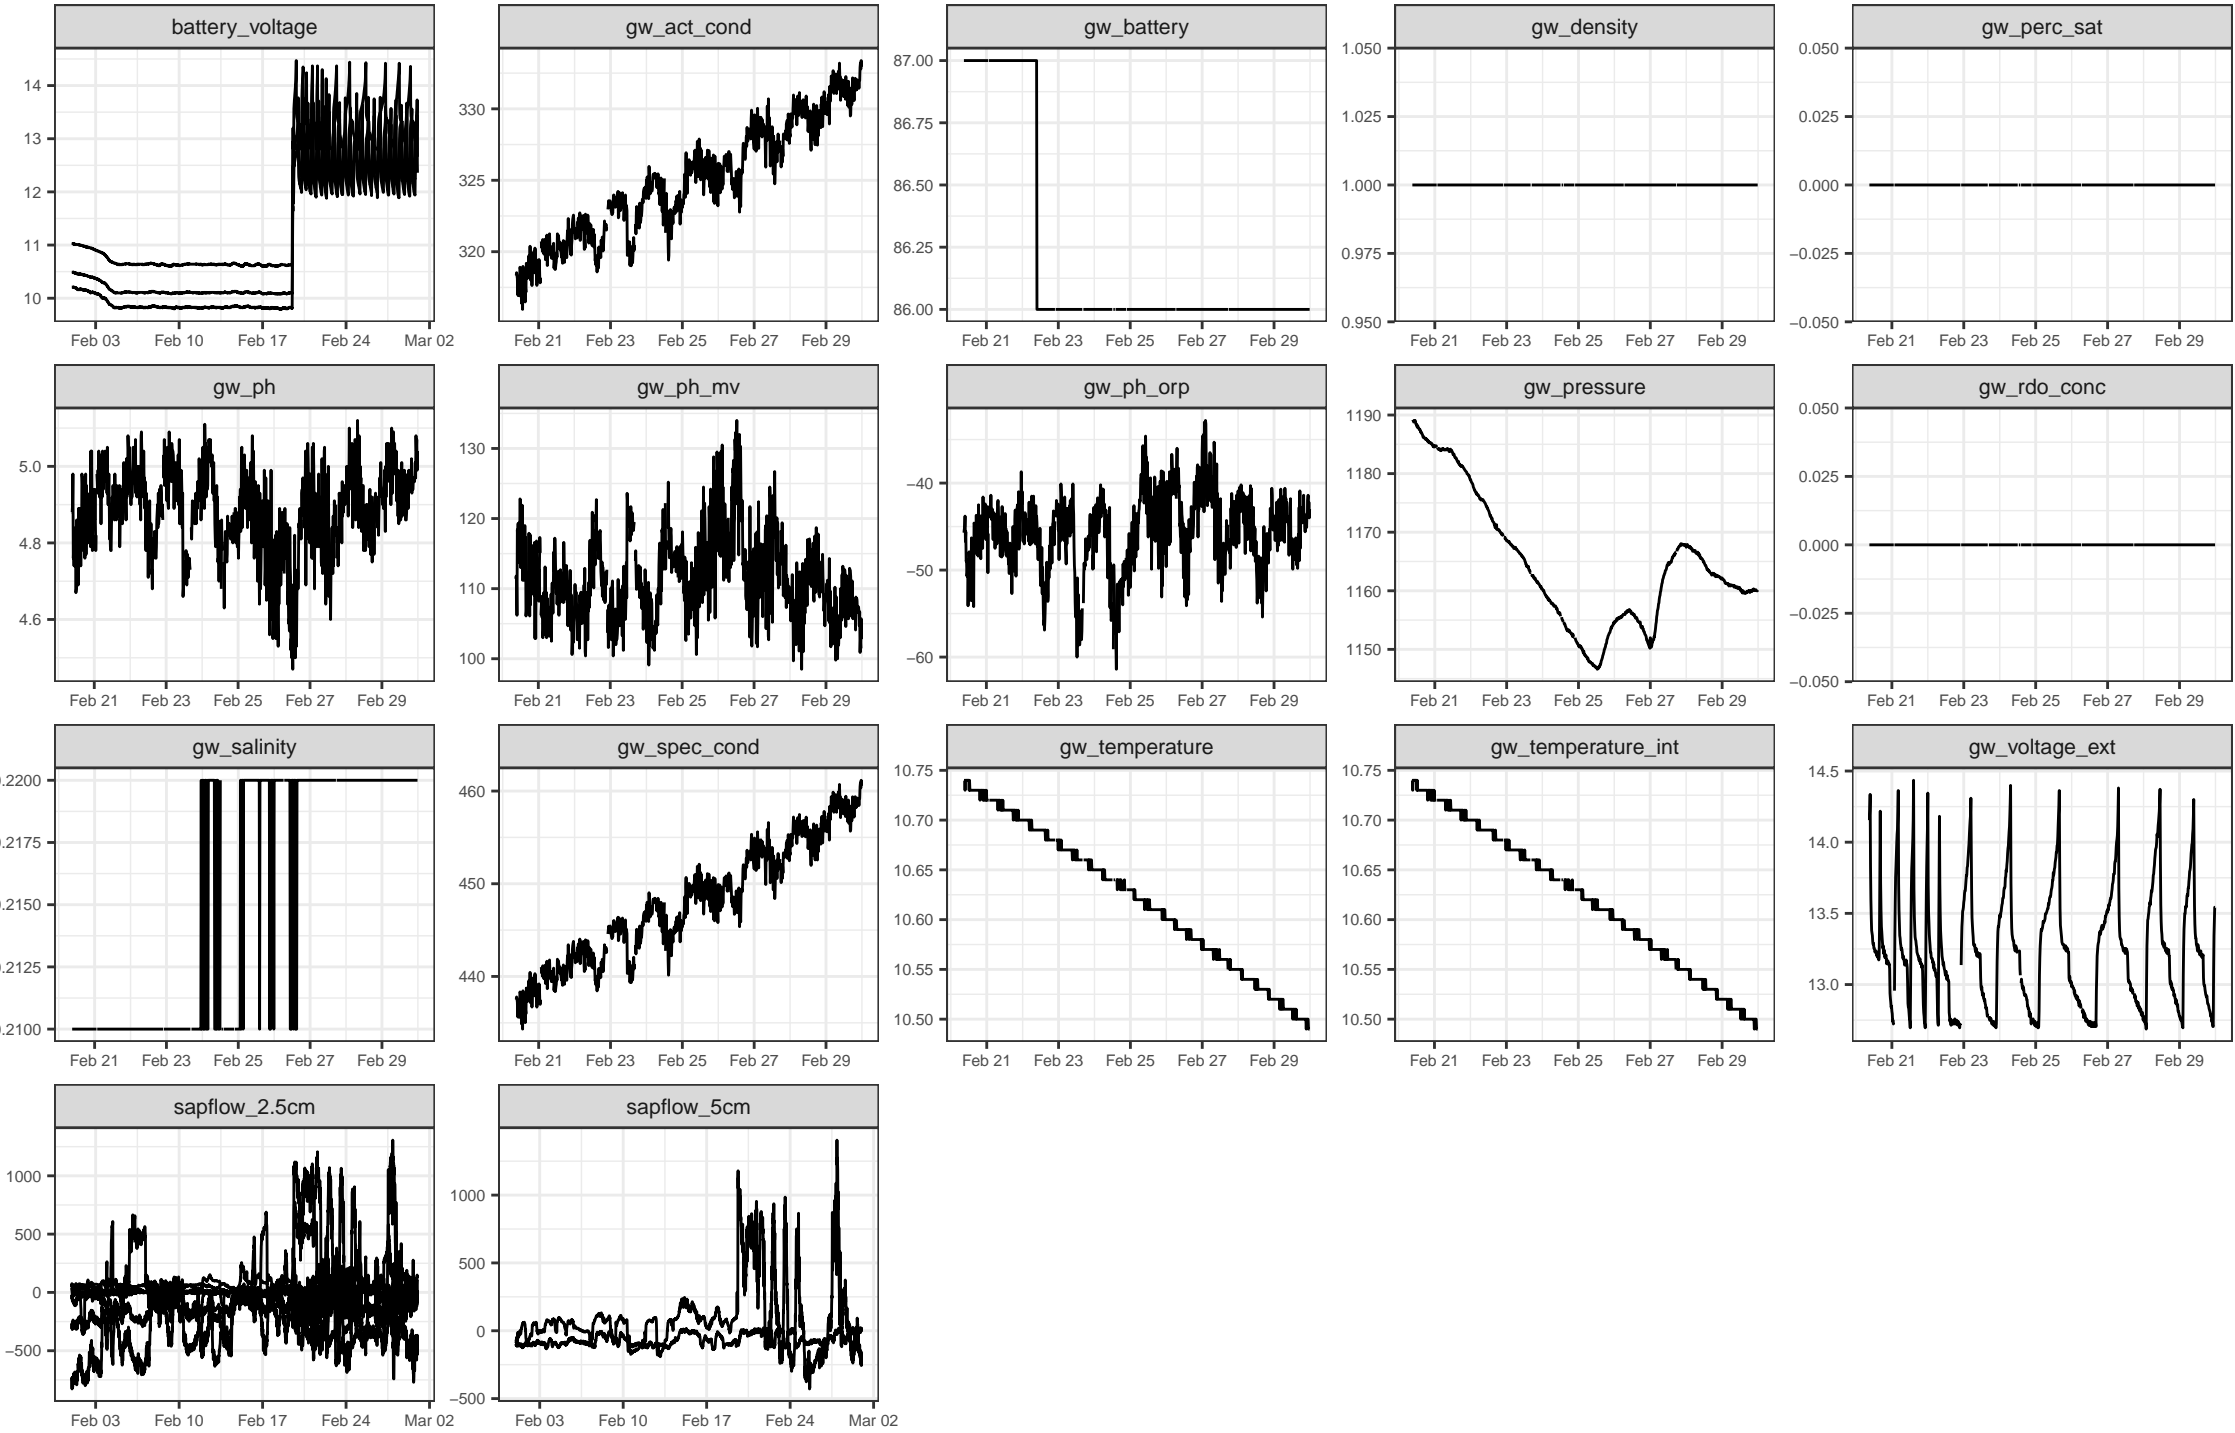 battery_voltage gw_act_cond gw_battery gw_density gw_perc_sat
14 13 12 11 10
Feb 03 Feb 10 Feb 17 Feb 24 Mar 02
330 325 320
Feb 21 Feb 23 Feb 25 Feb 27 Feb 29
87.00 86.75 86.50 86.25 86.00
Feb 21 Feb 23 Feb 25 Feb 27 Feb 29
1.050 1.025 1.000 0.975 0.950
Feb 21 Feb 23 Feb 25 Feb 27 Feb 29
0.050 0.025 0.000 −0.025 −0.050
Feb 21 Feb 23 Feb 25 Feb 27 Feb 29
gw_ph gw_ph_mv gw_ph_orp gw_pressure gw_rdo_conc
5.0 4.8 4.6
Feb 21 Feb 23 Feb 25 Feb 27 Feb 29
130 120 110 100
Feb 21 Feb 23 Feb 25 Feb 27 Feb 29
−40 −50 −60
Feb 21 Feb 23 Feb 25 Feb 27 Feb 29
1190 1180 1170 1160 1150
Feb 21 Feb 23 Feb 25 Feb 27 Feb 29
0.050 0.025 0.000 −0.025 −0.050
Feb 21 Feb 23 Feb 25 Feb 27 Feb 29
gw_salinity gw_spec_cond gw_temperature gw_temperature_int gw_voltage_ext
.2200 .2175 .2150 .2125 .2100
Feb 21 Feb 23 Feb 25 Feb 27 Feb 29
460 450 440
Feb 21 Feb 23 Feb 25 Feb 27 Feb 29
10.75 10.70 10.65 10.60 10.55 10.50
Feb 21 Feb 23 Feb 25 Feb 27 Feb 29
10.75 10.70 10.65 10.60 10.55 10.50
Feb 21 Feb 23 Feb 25 Feb 27 Feb 29
14.5 14.0 13.5 13.0
Feb 21 Feb 23 Feb 25 Feb 27 Feb 29
sapflow_2.5cm sapflow_5cm
1000 500 0 −500
Feb 03 Feb 10 Feb 17 Feb 24 Mar 02
1000 500 0 −500
Feb 03 Feb 10 Feb 17 Feb 24 Mar 02